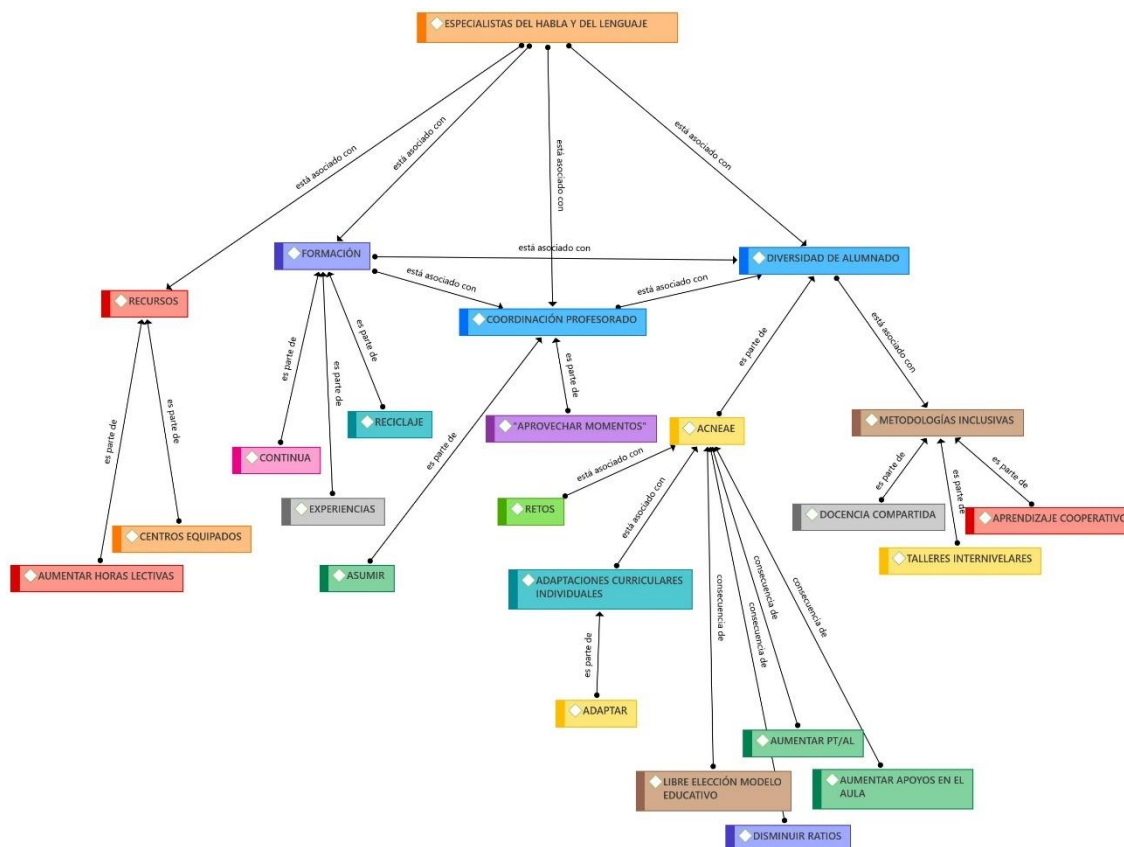 ESPECIALISTAS DEL HABLA Y DEL LENGUAJE
está asociado con
está asociado con
está asociado con
está asociado con
FORMACIÓN
está asociado con
DIVERSIDAD DE ALUMNADO
está asociado con
está asociado con
RECURSOS
COORDINACIÓN PROFESORADO
es parte de
es parte de
es parte de
es parte de
es parte de
es parte de
es parte de
es parte de
está asociado con
RECICLAJE
"APROVECHAR MOMENTOS"
ACNEAE
METODOLOGÍAS INCLUSIVAS
CONTINUA
es parte de
está asociado con
está asociado con
es parte de
es parte de
es parte de
EXPERIENCIAS
RETOS
DOCENCIA COMPARTIDA
APRENDIZAJE COOPERATIVO
CENTROS EQUIPADOS
TALLERES INTERNIVELARES
AUMENTAR HORAS LECTIVAS
ASUMIR
ADAPTACIONES CURRICULARES
INDIVIDUALES
consecuencia de
consecuencia de
consecuencia de
consecuencia de
es parte de
ADAPTAR
AUMENTAR PT/AL
LIBRE ELECCIÓN MODELO
EDUCATIVO
AUMENTAR APOYOS EN EL
AULA
DISMINUIR RATIOS